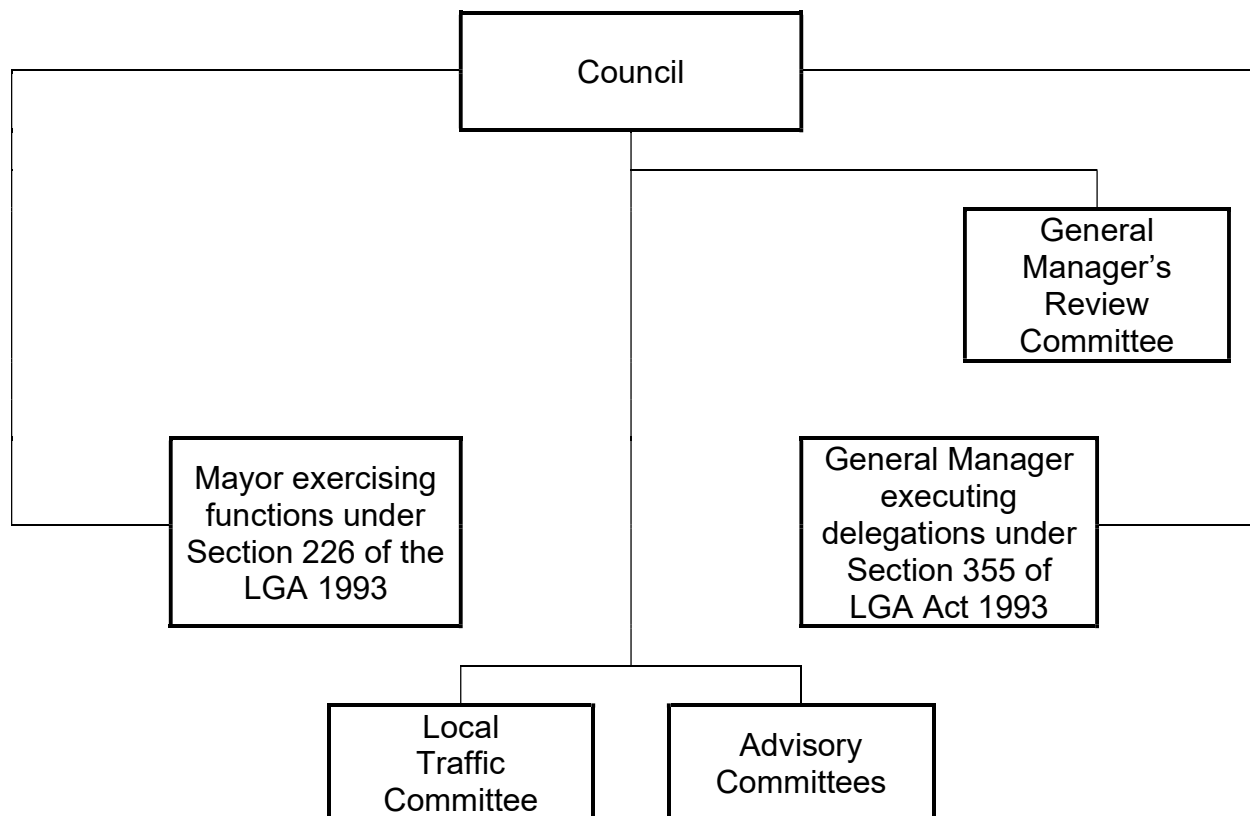 Council
General
Manager’s
Review
Committee
Mayor exercising
functions under
Section 226 of the
LGA 1993
General Manager
executing
delegations under
Section 355 of
LGA Act 1993
Local
Traffic
Committee
Advisory
Committees